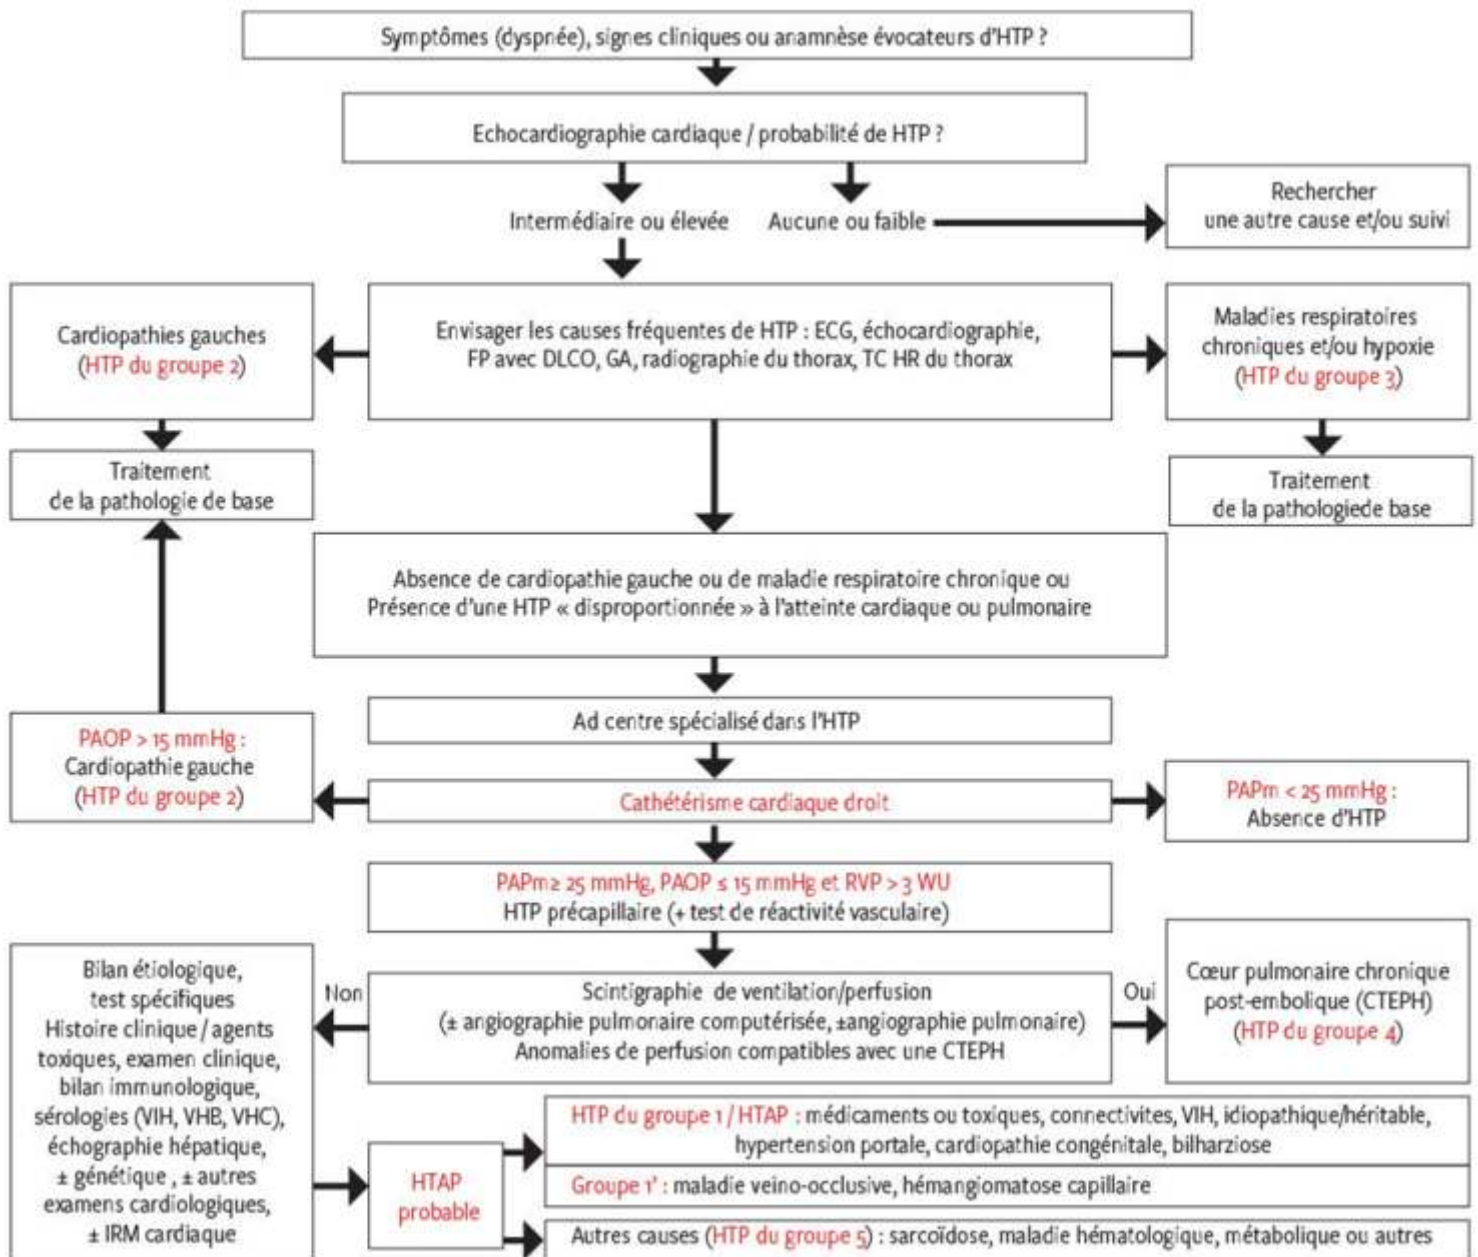 Symptômes (dyspnée), signes cliniques ou anamnèse évocateurs d'HTP ?
Echocardiographie cardiaque / probabilité de HTP ?
Intermédiaire ou élevée
Aucune ou faible
Rechercher
une autre cause et/ou suivi
Cardiopathies gauches
(HTP du groupe 2)
Envisager les causes fréquentes de HTP : ECG, échocardiographie,
FP avec DLCO, GA, radiographie du thorax, TC HR du thorax
Maladies respiratoires
chroniques et/ou hypoxie
(HTP du groupe 3)
Traitement
de la pathologie de base
Traitement
de la pathologiede base
Absence de cardiopathie gauche ou de maladie respiratoire chronique ou
Présence d'une HTP « disproportionnée » à l'atteinte cardiaque ou pulmonaire
Ad centre spécialisé dans l'HTP
PAOP > 15 mmHg :
Cardiopathie gauche
(HTP du groupe 2)
Cathétérisme cardiaque droit
PAPm < 25 mmHg :
Absence d'HTP
PAPm ≥ 25 mmHg, PAOP ≤ 15 mmHg et RVP > 3 WU
HTP précapillaire (+ test de réactivité vasculaire)
Bilan étiologique,
test spécifiques
Histoire clinique / agents
toxiques, examen clinique,
bilan immunologique,
sérologies (VIH, VHB, VHC),
échographie hépatique,
± génétique , ± autres
examens cardiologiques,
± IRM cardiaque
Non
Scintigraphie de ventilation/perfusion
(± angiographie pulmonaire computérisée, ±angiographie pulmonaire)
Anomalies de perfusion compatibles avec une CTEPH
Oui
Cœur pulmonaire chronique
post-embolique (CTEPH)
(HTP du groupe 4)
HTAP
probable
HTP du groupe 1 / HTAP : médicaments ou toxiques, connectivites, VIH, idiopathique/héritable,
hypertension portale, cardiopathie congénitale, bilharziose
Groupe 1' : maladie veino-occlusive, hémangiomatose capillaire
Autres causes (HTP du groupe 5) : sarcoïdose, maladie hématologique, métabolique ou autres